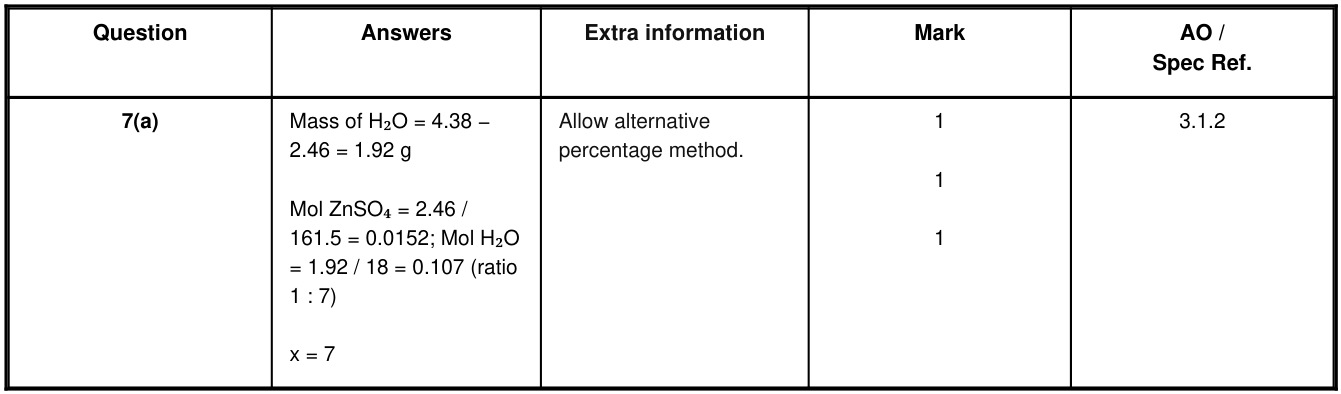 Question Answers Extra information Mark AO /
Spec Ref.
7(a) Mass of H₂O = 4.38 – Allow alternative 1 3.1.2
2.46 = 1.92 g percentage method.
1
Mol ZnSO₄ = 2.46 /
161.5 = 0.0152; Mol H₂O 1
= 1.92 / 18 = 0.107 (ratio
1 : 7)
x = 7